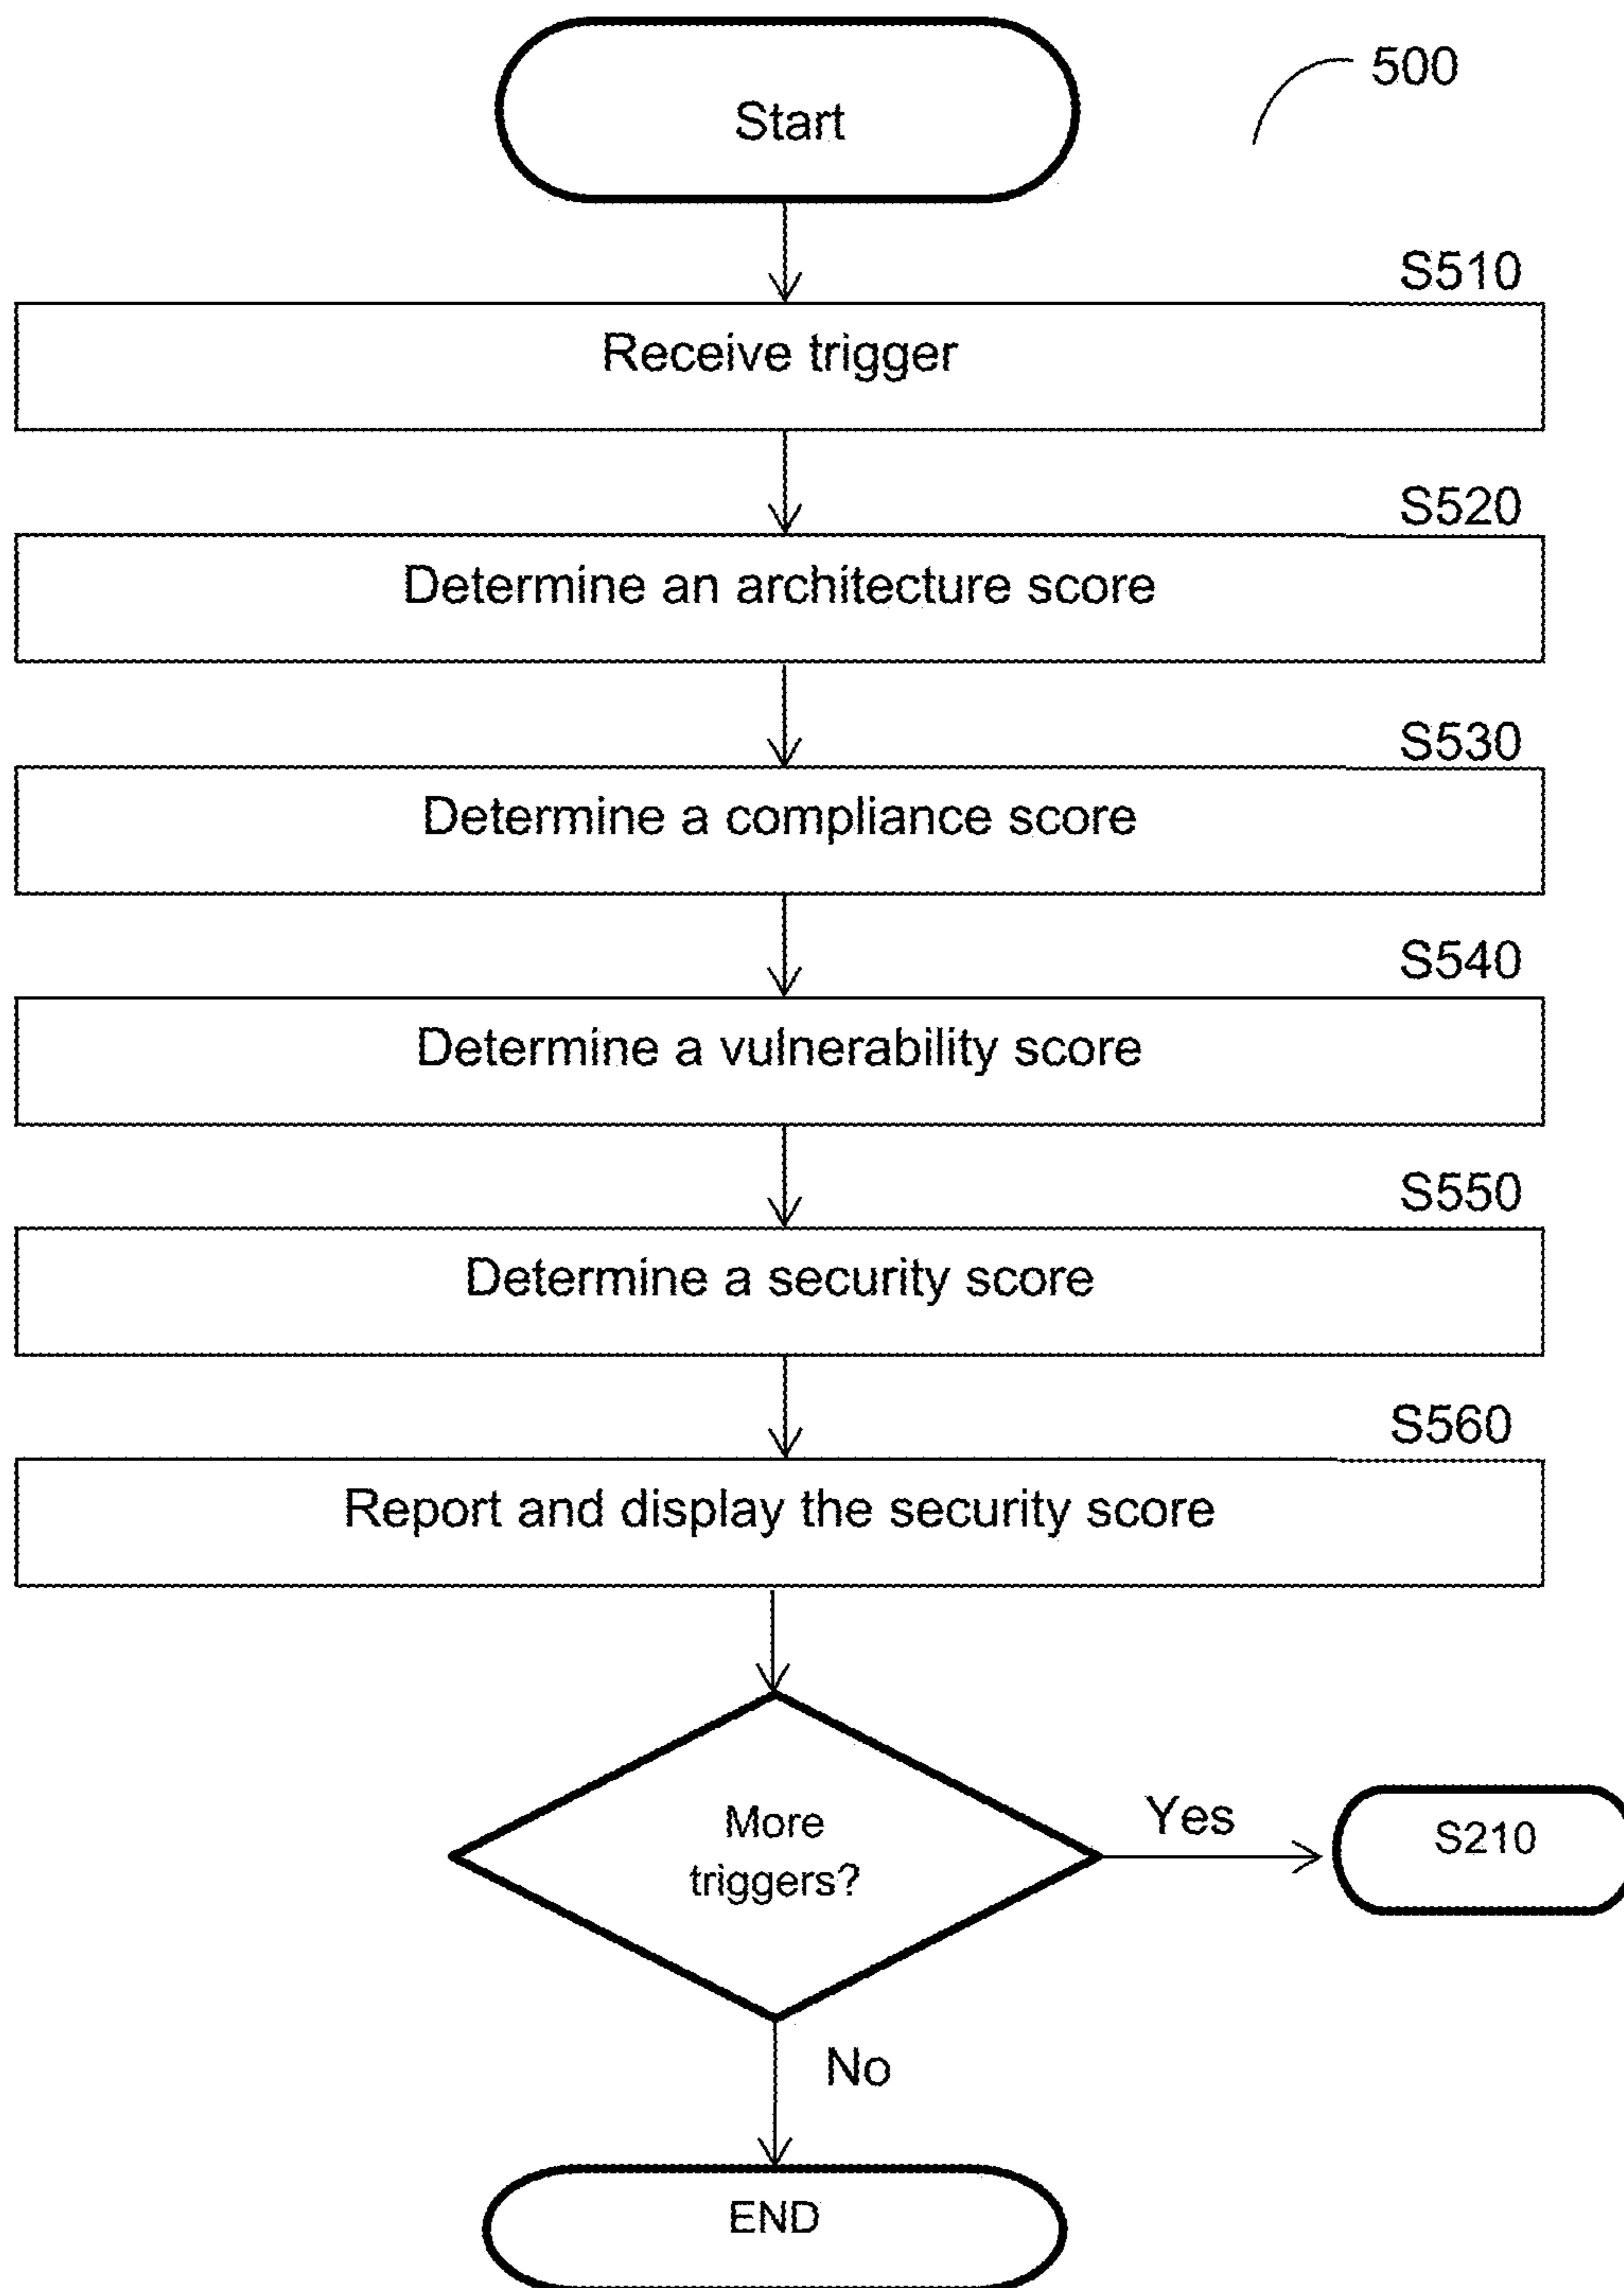 Start
500
S510
Receive trigger
S520
Determine an architecture score
S530
Determine a compliance score
S540
Determine a vulnerability score
S550
Determine a security score
S560
Report and display the security score
More
triggers?
Yes
S210
No
END